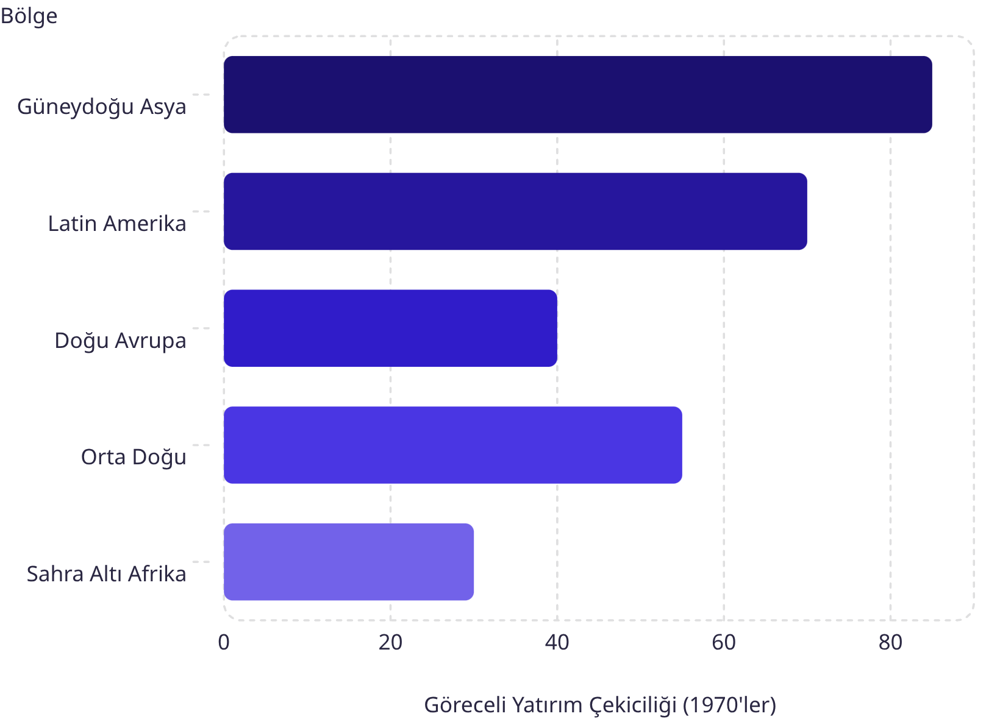 Bölge
Güneydoğu Asya
Latin Amerika
Doğu Avrupa
Orta Doğu
Sahra Altı Afrika
0 20 40 60 80
Göreceli Yatırım Çekiciliği (1970'ler)